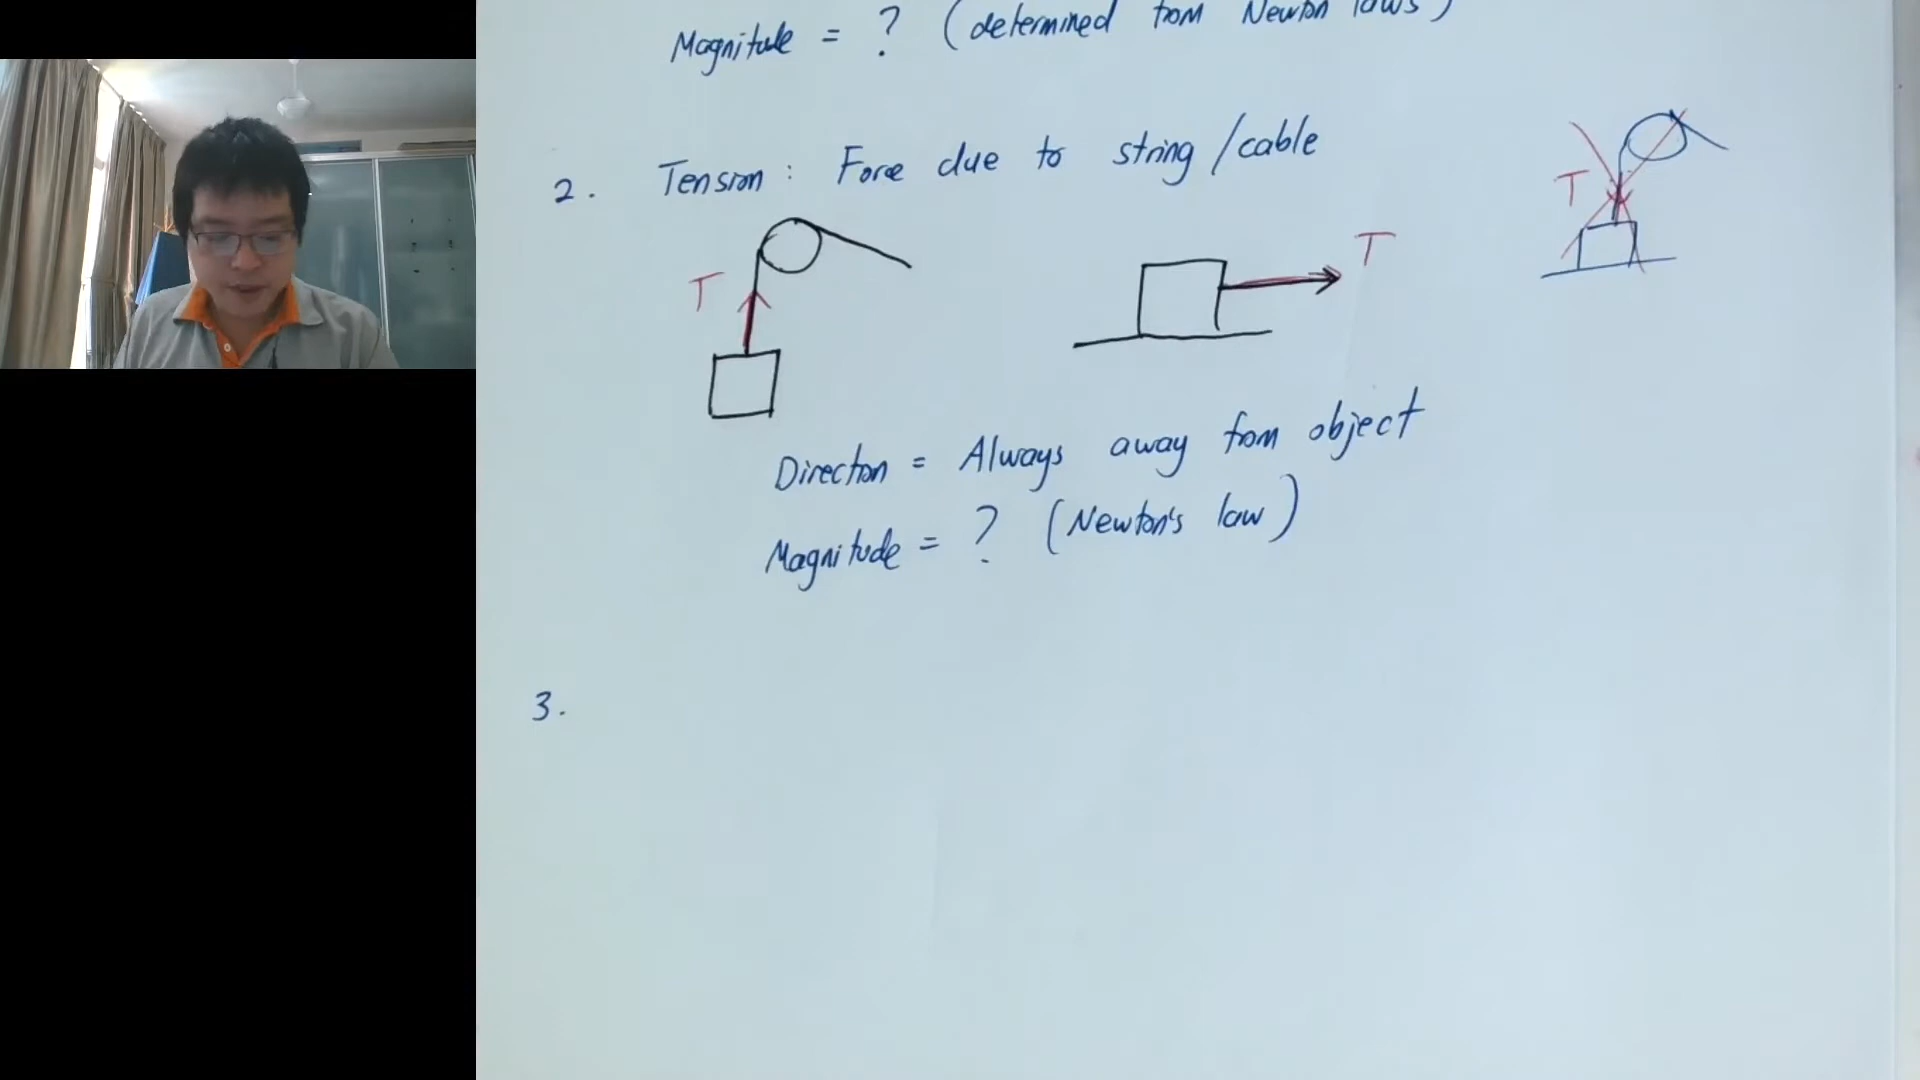 Magnitude = ? (determined from Newton laws)
2. Tension : Force due to string /cable
T
T
T
Direction = Always away from object
Magnitude = ? (Newton's law)
3.